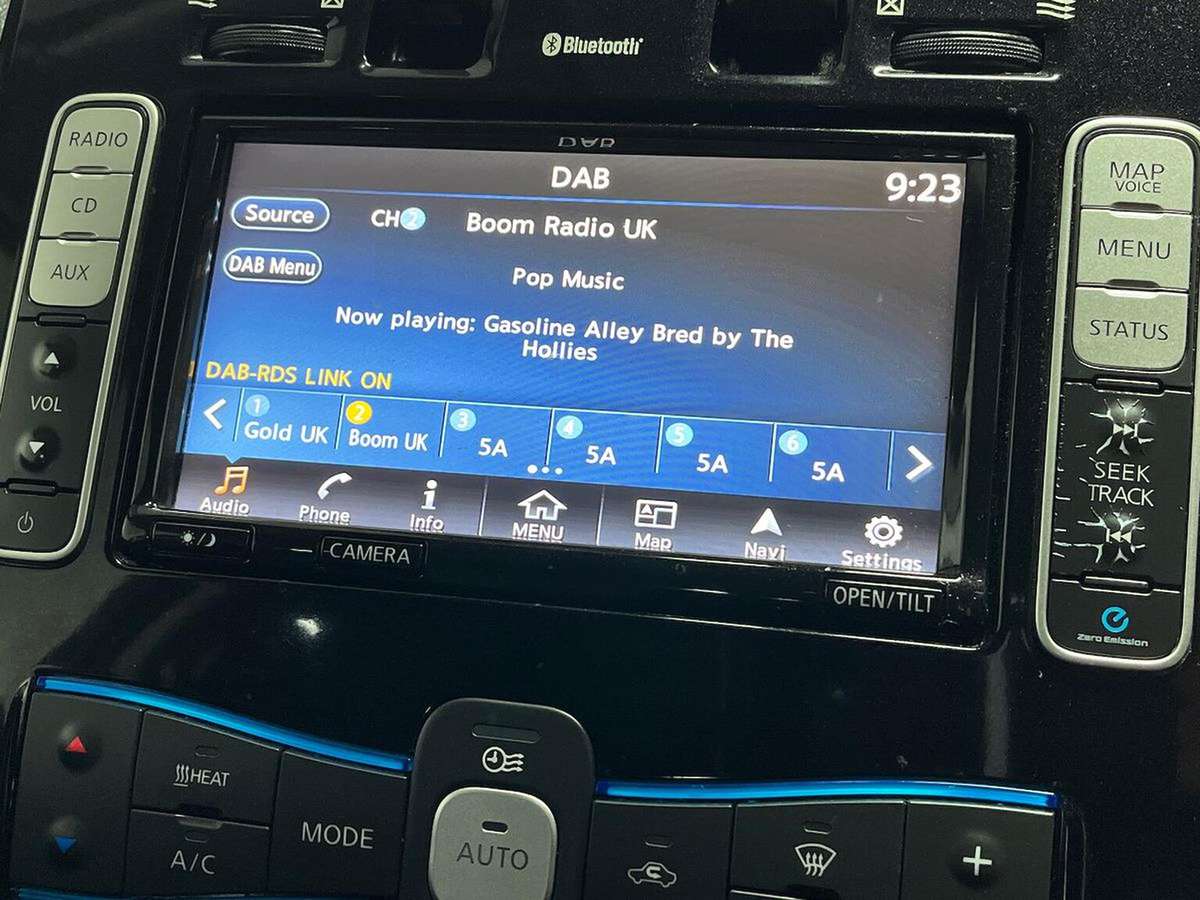 Bluetooth
RADIO
CD
AUX
VOL
DAB
DAB
9:23
Source
CH2
Boom Radio UK
DAB Menu
Pop Music
Now playing: Gasoline Alley Bred by The
Hollies
DAB-RDS LINK ON
1
Gold UK
2
Boom UK
3
5A
4
5A
5
5A
6
5A
Audio
Phone
Info
MENU
Map
Navi
Settings
CAMERA
OPEN/TILT
MAP
VOICE
MENU
STATUS
SEEK
TRACK
Zero Emission
HEAT
A/C
MODE
AUTO